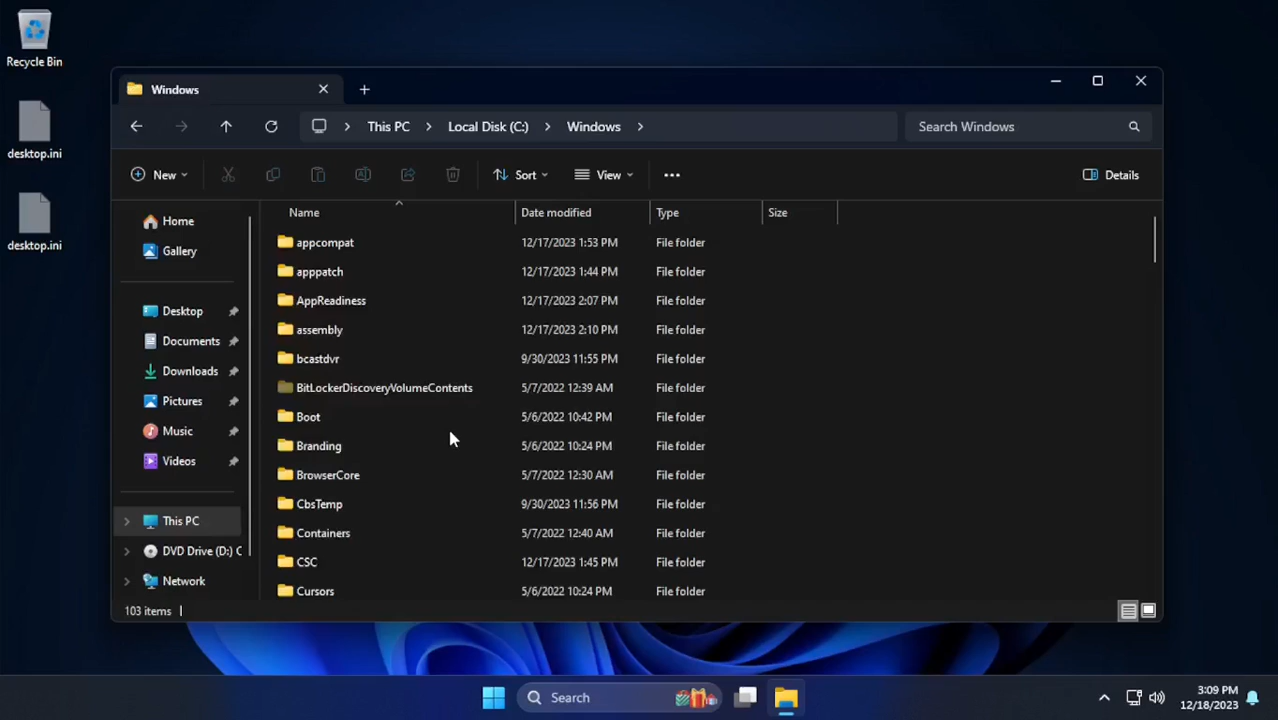 Recycle Bin
desktop.ini
desktop.ini
Windows
This PC Local Disk (C:) Windows
Search Windows
New Sort View Details
Name Date modified Type Size
appcompat 12/17/2023 1:53 PM File folder
apppatch 12/17/2023 1:44 PM File folder
AppReadiness 12/17/2023 2:07 PM File folder
assembly 12/17/2023 2:10 PM File folder
bcastdvr 9/30/2023 11:55 PM File folder
BitLockerDiscoveryVolumeContents 5/7/2022 12:39 AM File folder
Boot 5/6/2022 10:42 PM File folder
Branding 5/6/2022 10:24 PM File folder
BrowserCore 5/7/2022 12:30 AM File folder
CbsTemp 9/30/2023 11:56 PM File folder
Containers 5/7/2022 12:40 AM File folder
CSC 12/17/2023 1:45 PM File folder
Cursors 5/6/2022 10:24 PM File folder
Home
Gallery
Desktop
Documents
Downloads
Pictures
Music
Videos
This PC
DVD Drive (D:) C
Network
103 items
Search
3:09 PM
12/18/2023